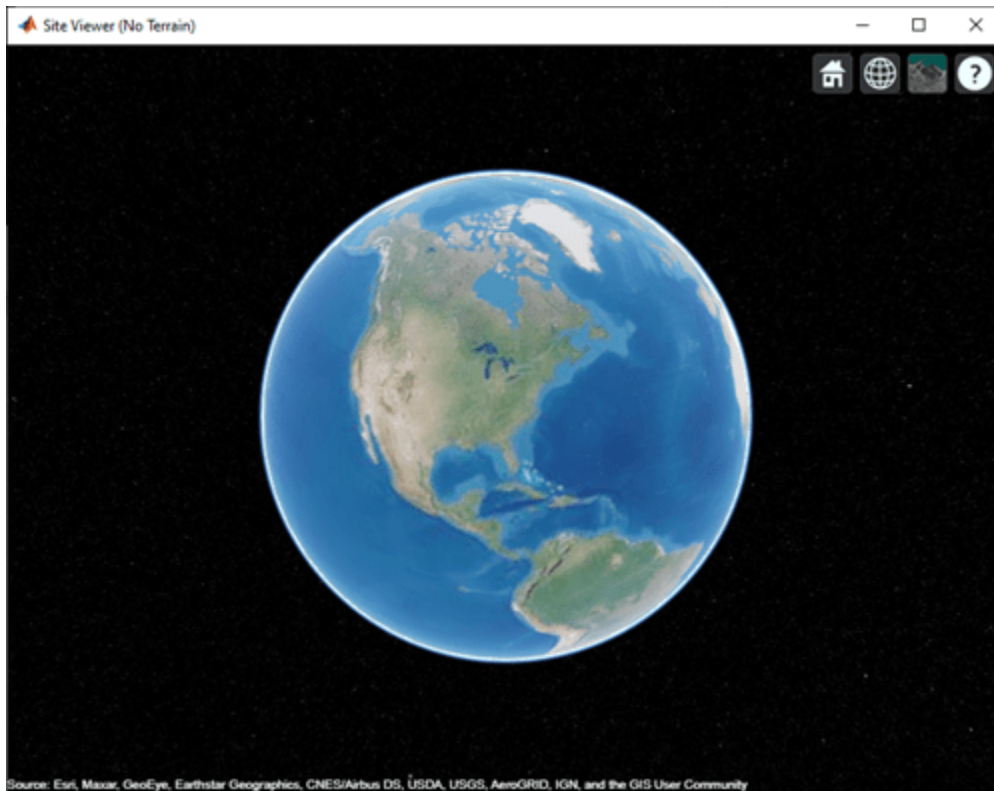 Site Viewer (No Terrain)
?
Source: Esri, Maxar, GeoEye, Earthstar Geographics, CNES/Airbus DS, USDA, USGS, AeroGRID, IGN, and the GIS User Community